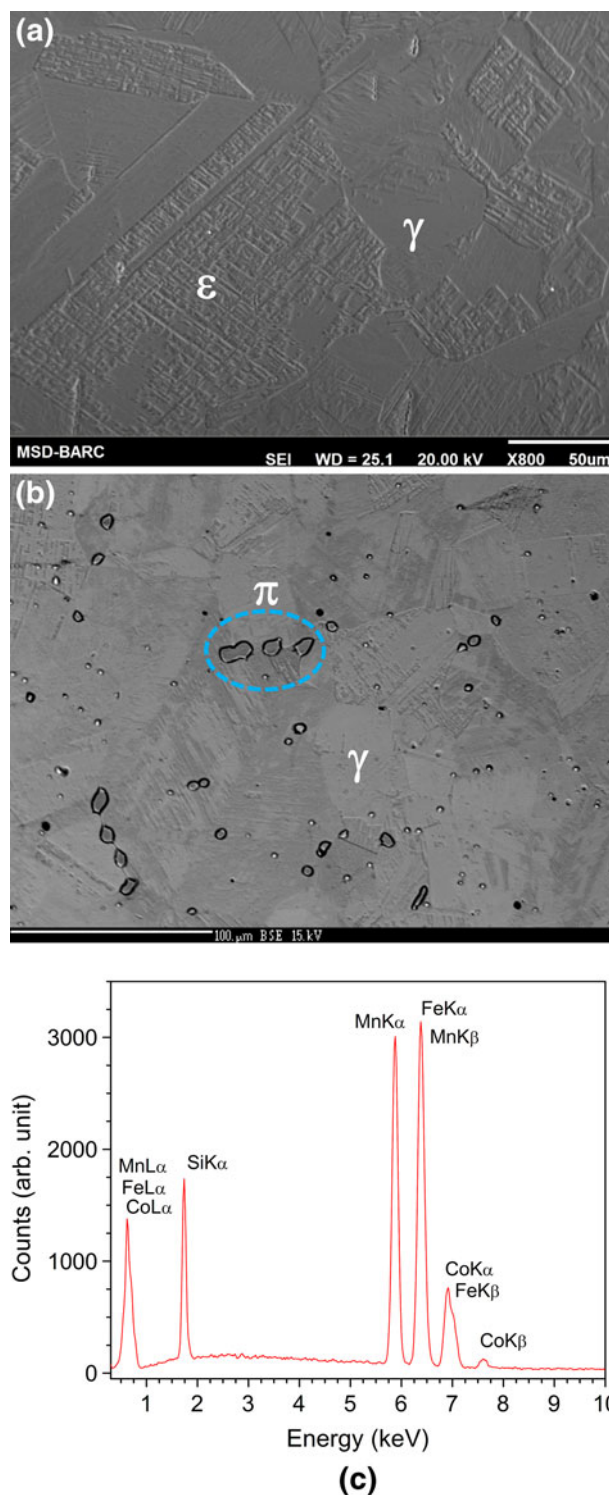 (a)
γ
ε
MSD-BARC SEI WD = 25.1 20.00 kV X800 50um
(b)
π
γ
100.µm BSE 15.kV
Counts (arb. unit)
3000
2000
1000
0
MnLα
FeLα
CoLα
SiKα
MnKα
FeKα
MnKβ
CoKα
FeKβ
CoKβ
1 2 3 4 5 6 7 8 9 10
Energy (keV)
(c)